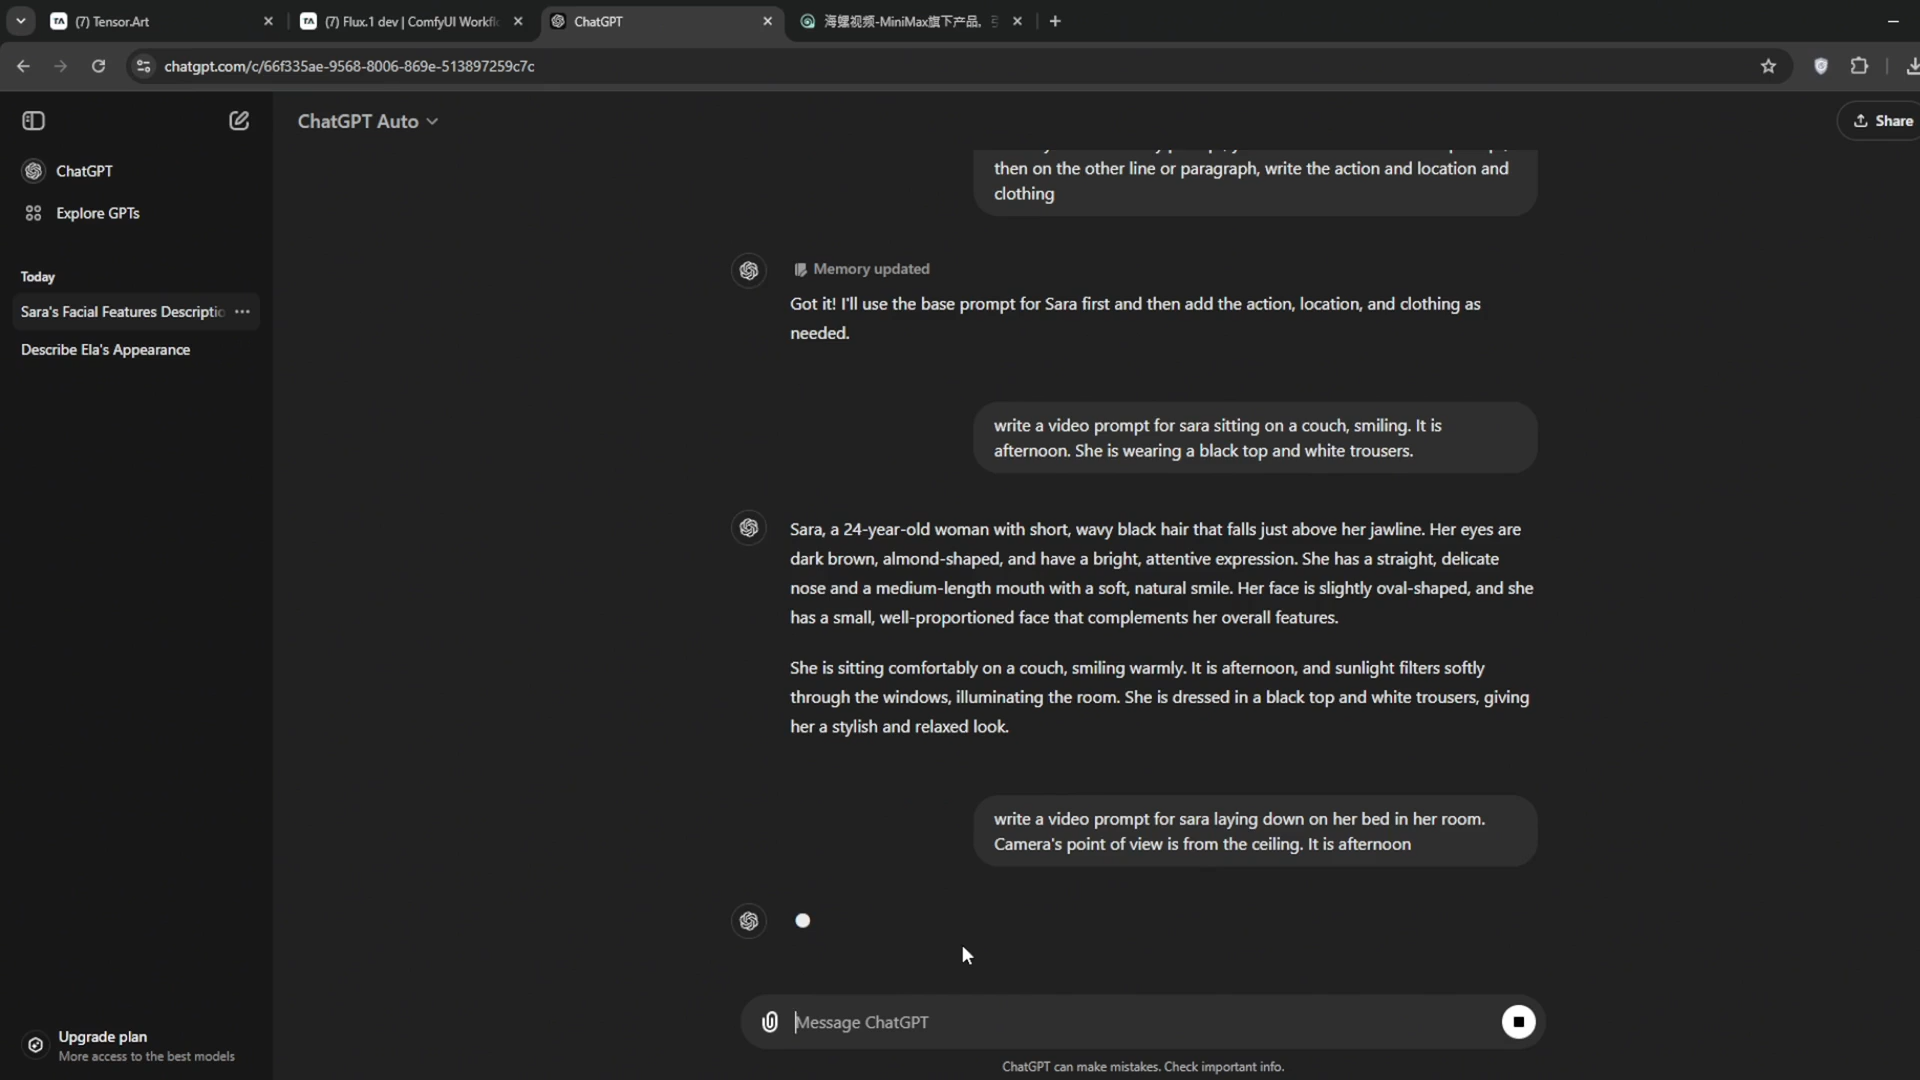 (7) Tensor.Art
(7) Flux.1 dev | ComfyUI Workfl
ChatGPT
海螺视频-MiniMax旗下产品,
chatgpt.com/c/66f335ae-9568-8006-869e-513897259c7c
ChatGPT Auto
Share
ChatGPT
Explore GPTs
Today
Sara's Facial Features Descriptio
Describe Ela's Appearance
then on the other line or paragraph, write the action and location and
clothing
Memory updated
Got it! I'll use the base prompt for Sara first and then add the action, location, and clothing as
needed.
write a video prompt for sara sitting on a couch, smiling. It is
afternoon. She is wearing a black top and white trousers.
Sara, a 24-year-old woman with short, wavy black hair that falls just above her jawline. Her eyes are
dark brown, almond-shaped, and have a bright, attentive expression. She has a straight, delicate
nose and a medium-length mouth with a soft, natural smile. Her face is slightly oval-shaped, and she
has a small, well-proportioned face that complements her overall features.
She is sitting comfortably on a couch, smiling warmly. It is afternoon, and sunlight filters softly
through the windows, illuminating the room. She is dressed in a black top and white trousers, giving
her a stylish and relaxed look.
write a video prompt for sara laying down on her bed in her room.
Camera's point of view is from the ceiling. It is afternoon
Message ChatGPT
Upgrade plan
More access to the best models
ChatGPT can make mistakes. Check important info.